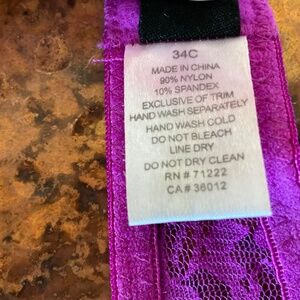 34C
MADE IN CHINA
90% NYLON
10% SPANDEX
EXCLUSIVE OF TRIM
HAND WASH SEPARATELY
HAND WASH COLD
DO NOT BLEACH
LINE DRY
DO NOT DRY CLEAN
RN # 71222
CA # 36012